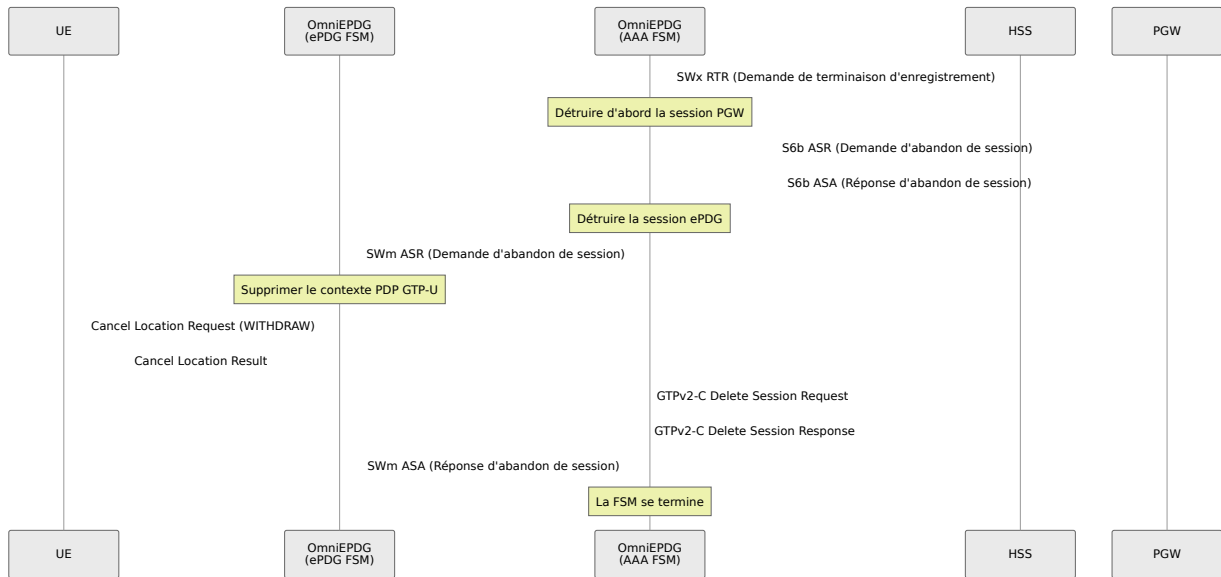 UE
OmniEPDG
(ePDG FSM)
OmniEPDG
(AAA FSM)
HSS
PGW
SWx RTR (Demande de terminaison d'enregistrement)
Détruire d'abord la session PGW
S6b ASR (Demande d'abandon de session)
S6b ASA (Réponse d'abandon de session)
Détruire la session ePDG
SWm ASR (Demande d'abandon de session)
Supprimer le contexte PDP GTP-U
Cancel Location Request (WITHDRAW)
Cancel Location Result
GTPv2-C Delete Session Request
GTPv2-C Delete Session Response
SWm ASA (Réponse d'abandon de session)
La FSM se termine
UE
OmniEPDG
(ePDG FSM)
OmniEPDG
(AAA FSM)
HSS
PGW